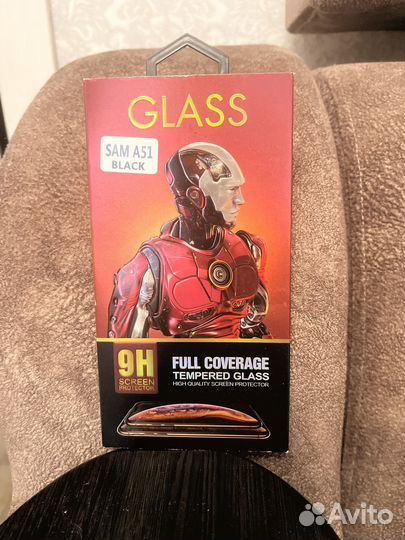 GLASS
SAM A51
BLACK
9H
SCREEN
PROTECTOR
FULL COVERAGE
TEMPERED GLASS
HIGH QUALITY SCREEN PROTECTOR
Avito